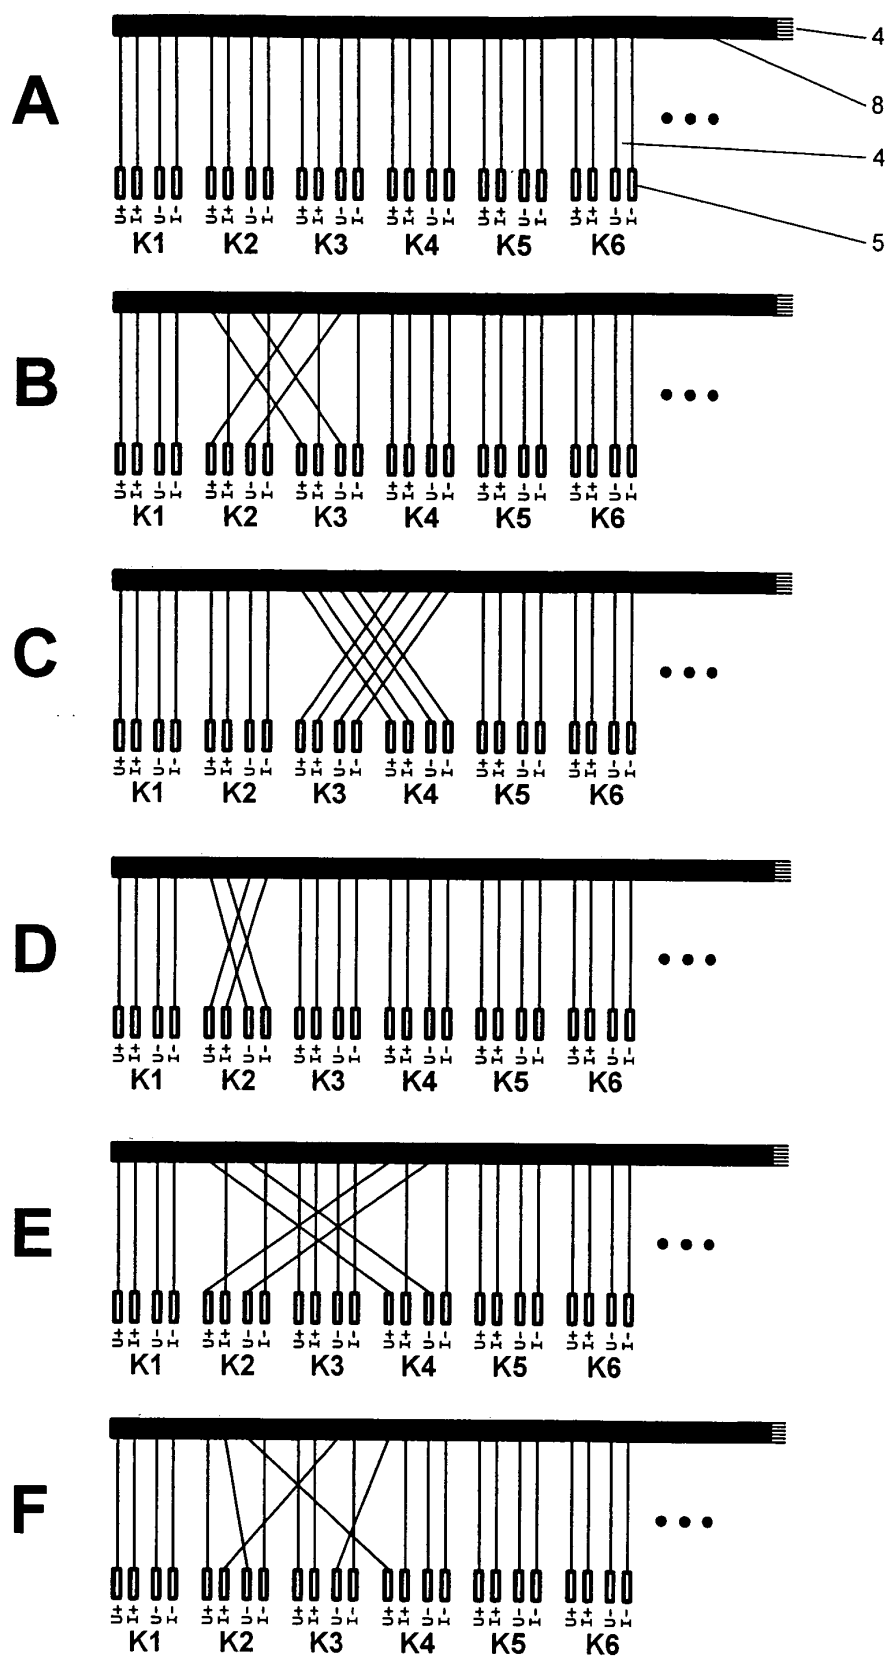 A
4
8
4
5
U+ I+ U- I- U+ I+ U- I- U+ I+ U- I- U+ I+ U- I- U+ I+ U- I- U+ I+ U- I-
K1 K2 K3 K4 K5 K6
B
U+ I+ U- I- U+ I+ U- I- U+ I+ U- I- U+ I+ U- I- U+ I+ U- I- U+ I+ U- I-
K1 K2 K3 K4 K5 K6
C
U+ I+ U- I- U+ I+ U- I- U+ I+ U- I- U+ I+ U- I- U+ I+ U- I- U+ I+ U- I-
K1 K2 K3 K4 K5 K6
D
U+ I+ U- I- U+ I+ U- I- U+ I+ U- I- U+ I+ U- I- U+ I+ U- I- U+ I+ U- I-
K1 K2 K3 K4 K5 K6
E
U+ I+ U- I- U+ I+ U- I- U+ I+ U- I- U+ I+ U- I- U+ I+ U- I- U+ I+ U- I-
K1 K2 K3 K4 K5 K6
F
U+ I+ U- I- U+ I+ U- I- U+ I+ U- I- U+ I+ U- I- U+ I+ U- I- U+ I+ U- I-
K1 K2 K3 K4 K5 K6